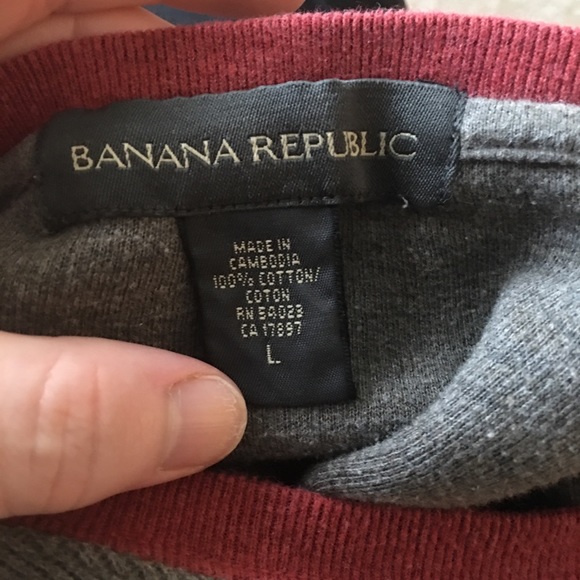 BANANA REPUBLIC
MADE IN
CAMBODIA
100% COTTON/
COTON
RN 54023
CA 17897
L